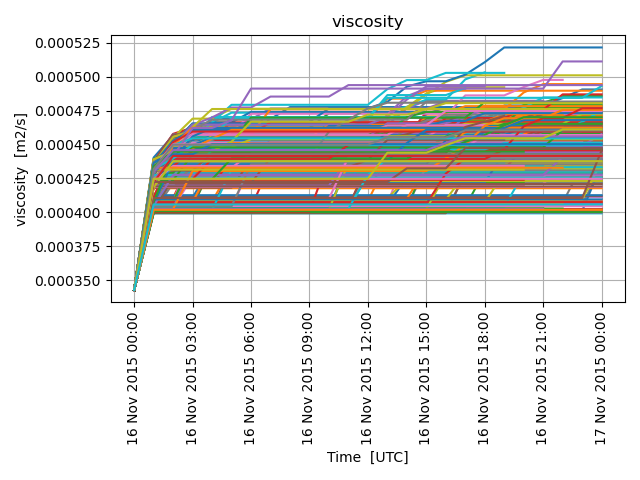 viscosity
0.000525
0.000500
0.000475
0.000450
0.000425
0.000400
0.000375
0.000350
viscosity [m2/s]
16 Nov 2015 00:00
16 Nov 2015 03:00
16 Nov 2015 06:00
16 Nov 2015 09:00
16 Nov 2015 12:00
16 Nov 2015 15:00
16 Nov 2015 18:00
16 Nov 2015 21:00
17 Nov 2015 00:00
Time [UTC]